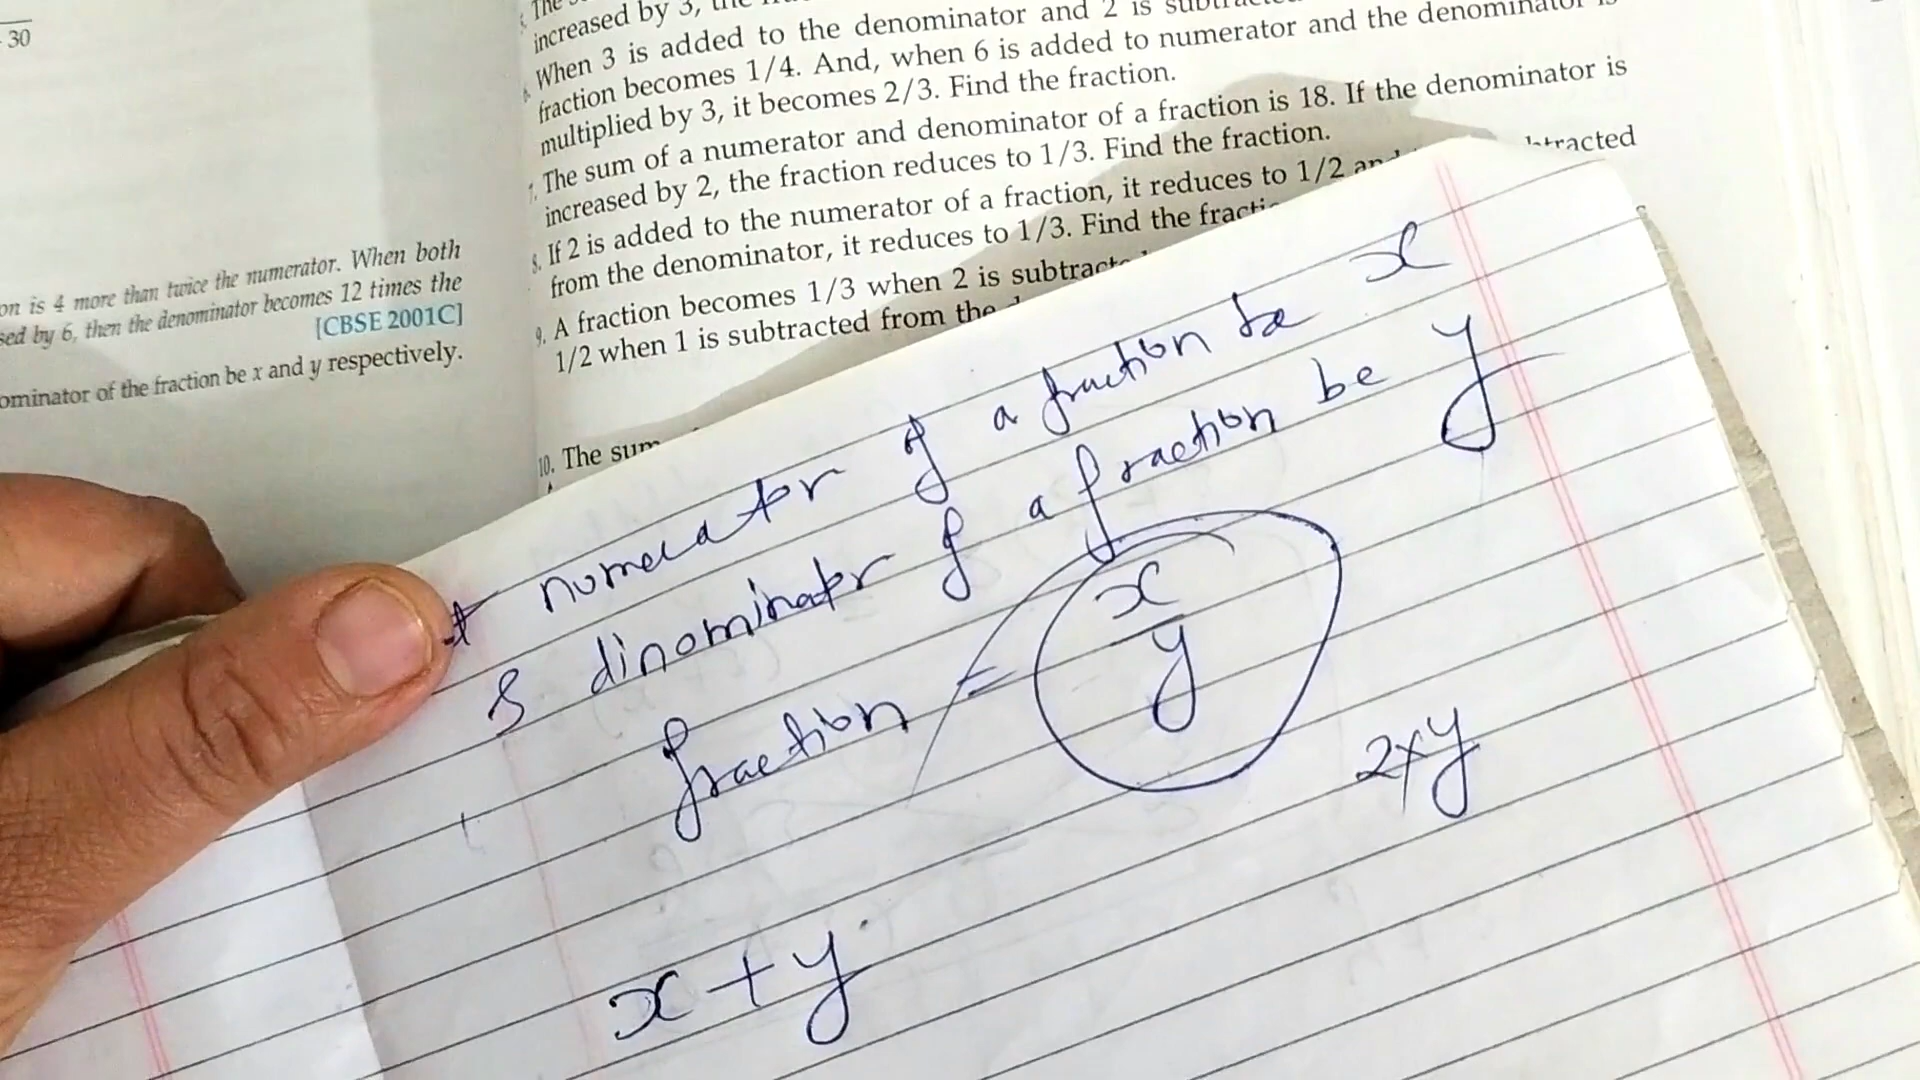 - 30
on is 4 more than twice the numerator. When both
sed by 6, then the denominator becomes 12 times the
[CBSE 2001C]
ominator of the fraction be x and y respectively.
The
increased by 3, the
When 3 is added to the denominator and 2 is
fraction becomes 1/4. And, when 6 is added to numerator and the denominator is
multiplied by 3, it becomes 2/3. Find the fraction.
7. The sum of a numerator and denominator of a fraction is 18. If the denominator is
increased by 2, the fraction reduces to 1/3. Find the fraction.
8. If 2 is added to the numerator of a fraction, it reduces to 1/2 and
from the denominator, it reduces to 1/3. Find the
9. A fraction becomes 1/3 when 2 is
1/2 when 1 is subtracted from the
10. The sum
numerator of a fraction be x
& dinominator of a fraction be y
fraction = x/y
2xy
x + y